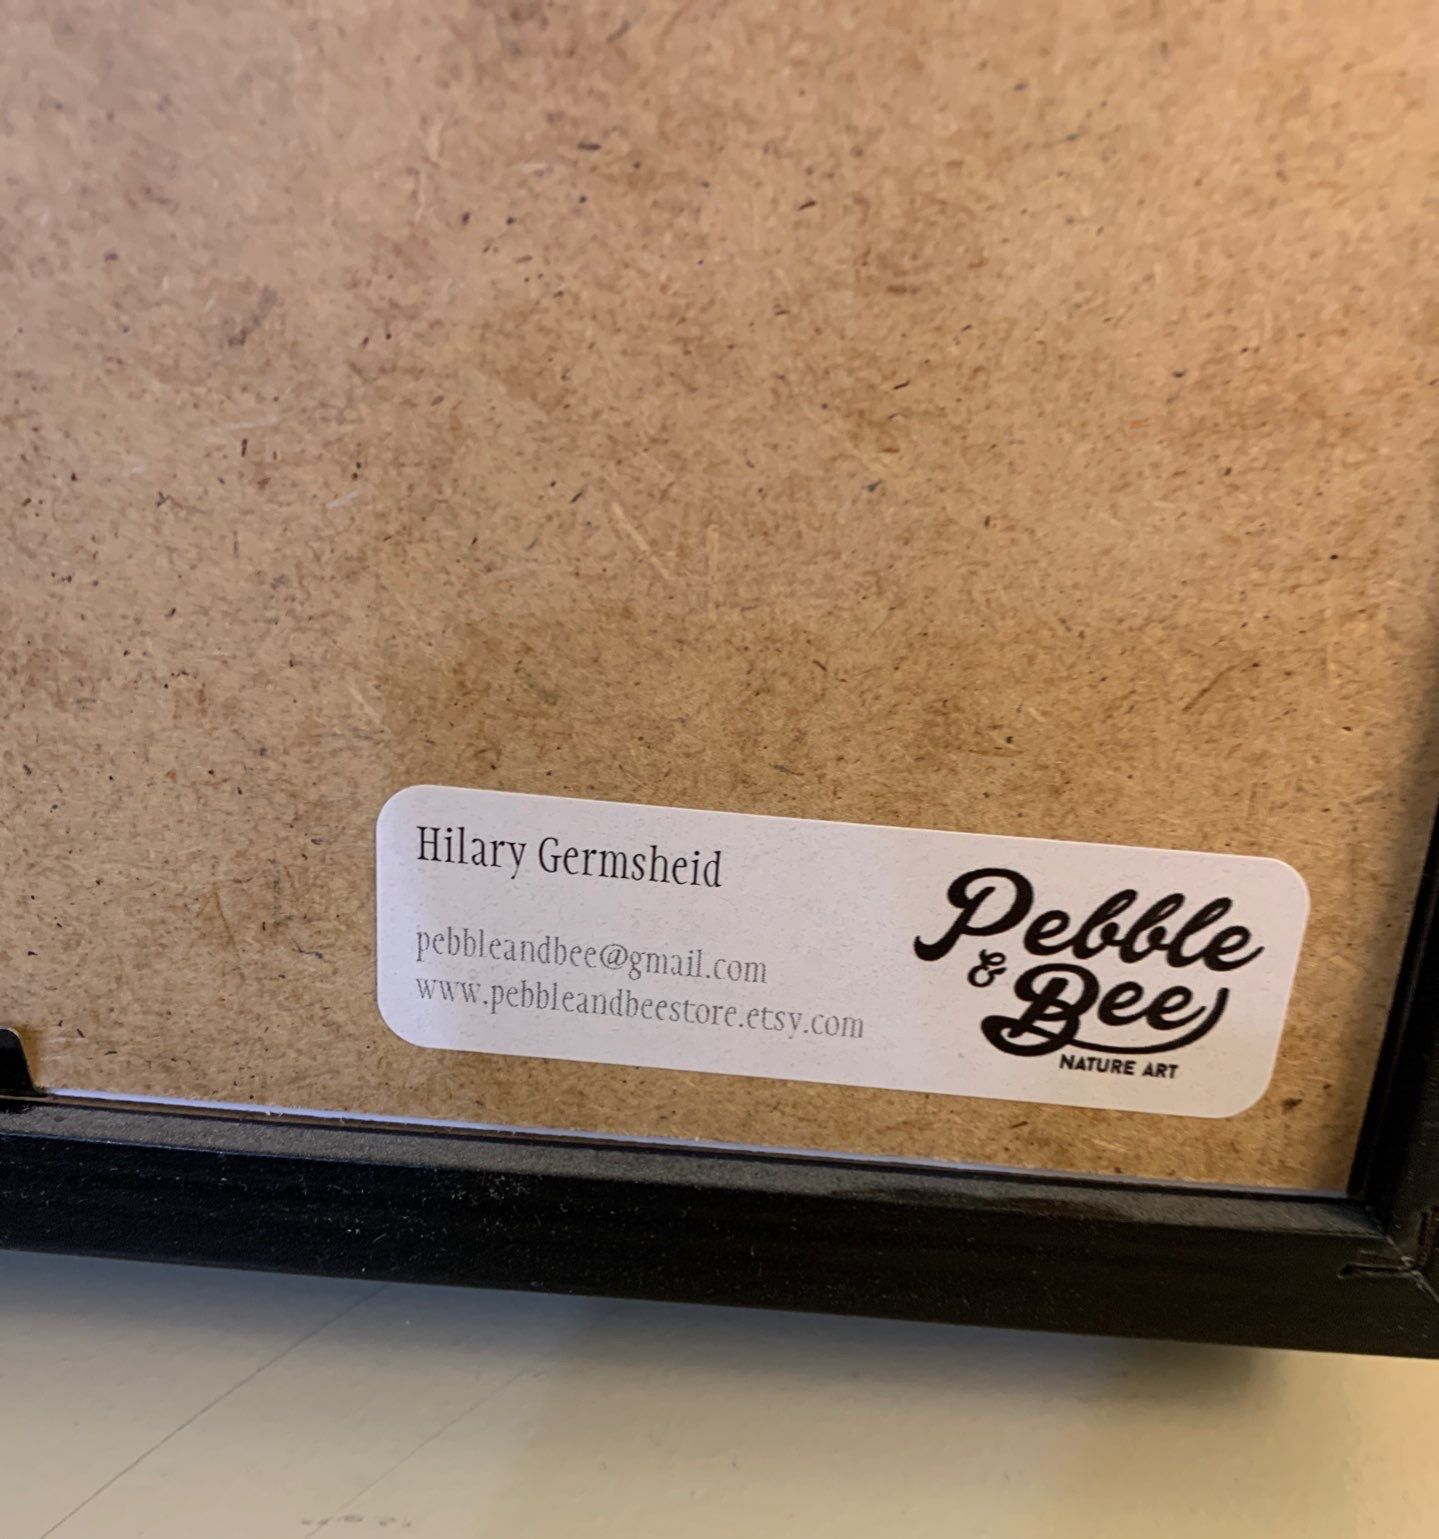 Hilary Germsheid
pebbleandbee@gmail.com
www.pebbleandbeestore.etsy.com
Pebble
&
Bee
NATURE ART